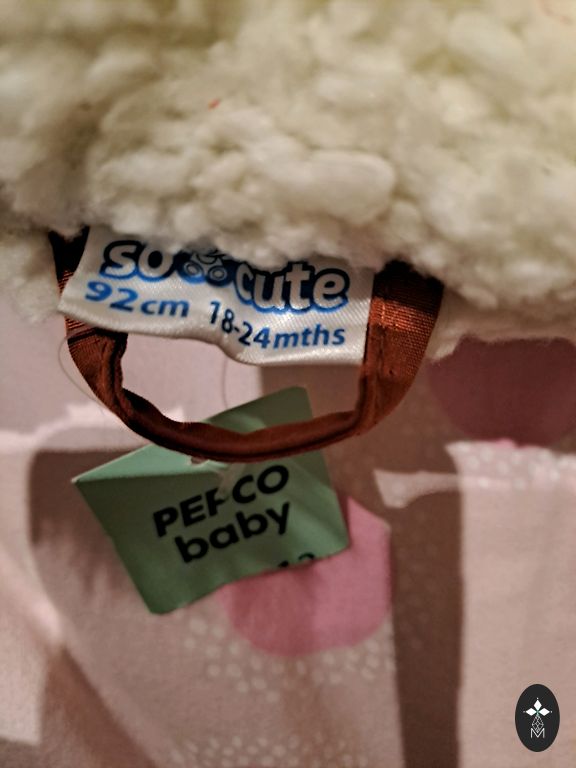 so cute
92cm 18-24mths
PEPCO
baby
M